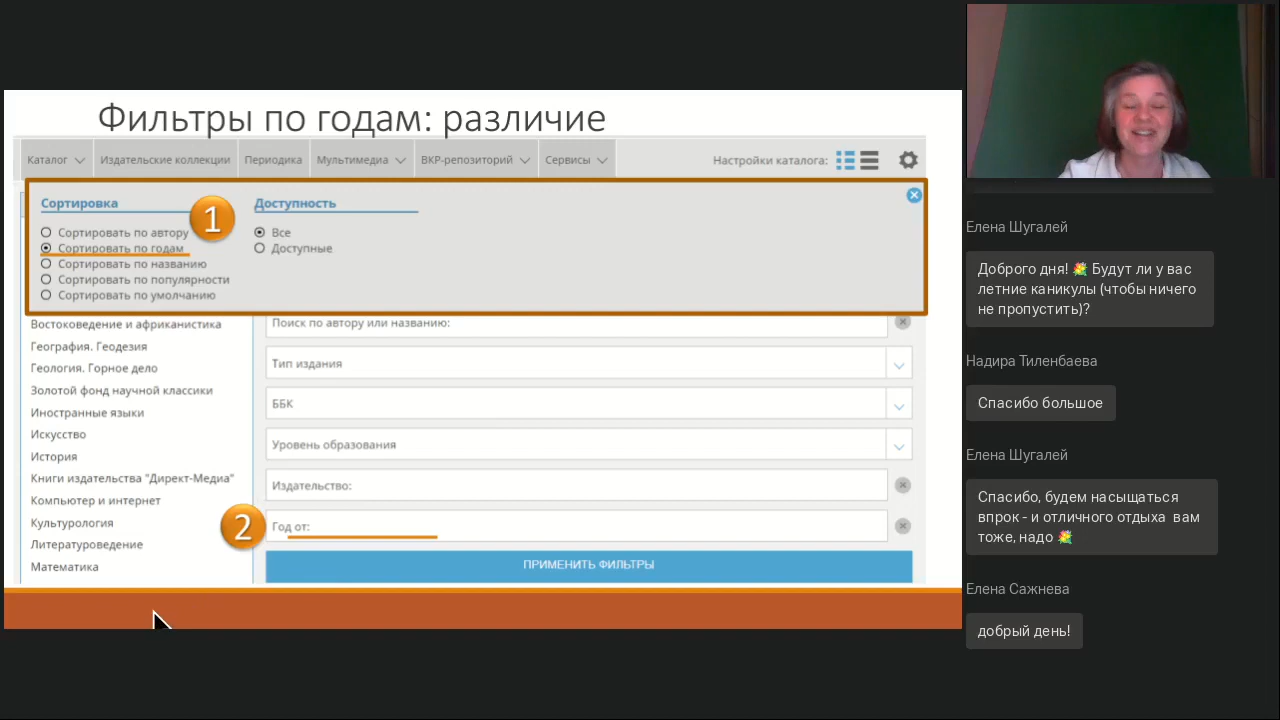 Фильтры по годам: различие
Каталог
Издательские коллекции
Периодика
Мультимедиа
ВКР-репозиторий
Сервисы
Настройки каталога:
Сортировка
1
Сортировать по автору
Сортировать по годам
Сортировать по названию
Сортировать по популярности
Сортировать по умолчанию
Доступность
Все
Доступные
Востоковедение и африканистика
География. Геодезия
Геология. Горное дело
Золотой фонд научной классики
Иностранные языки
Искусство
История
Книги издательства "Директ-Медиа"
Компьютер и интернет
Культурология
Литературоведение
Математика
Поиск по автору или названию:
Тип издания
ББК
Уровень образования
Издательство:
2
Год от:
ПРИМЕНИТЬ ФИЛЬТРЫ
Елена Шугалей
Доброго дня! 💐 Будут ли у вас
летние каникулы (чтобы ничего
не пропустить)?
Надира Тиленбаева
Спасибо большое
Елена Шугалей
Спасибо, будем насыщаться
впрок - и отличного отдыха вам
тоже, надо 💐
Елена Сажнева
добрый день!